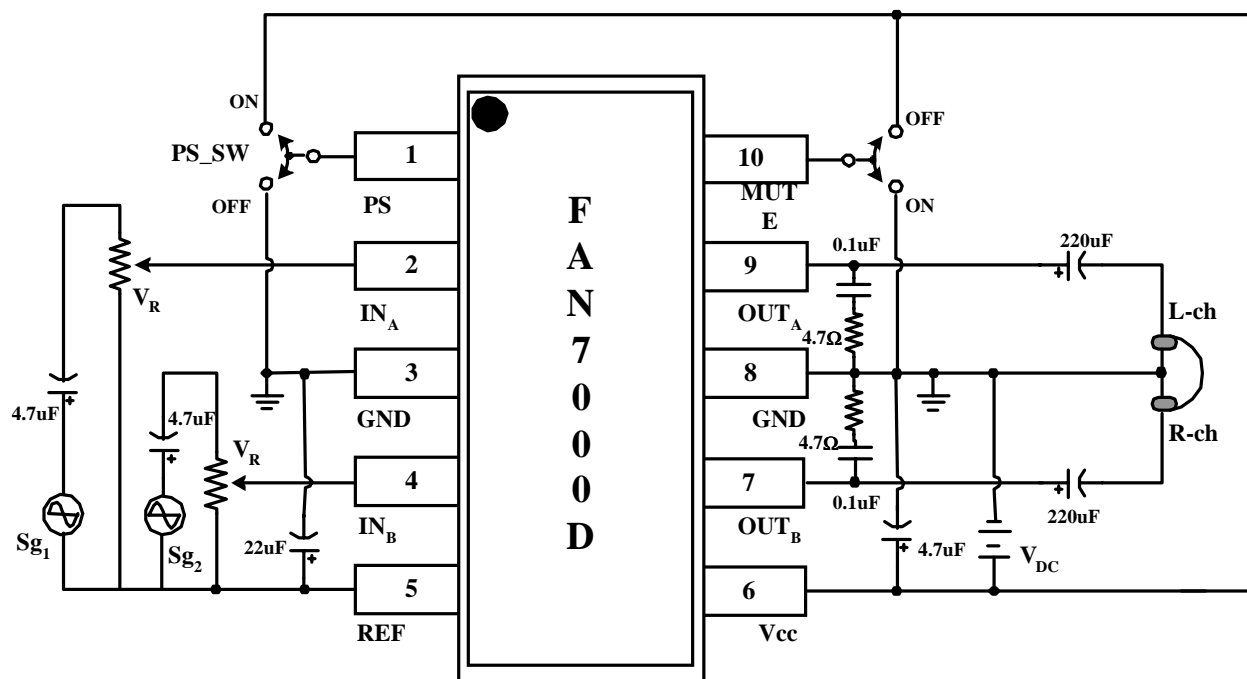 ON
PS_SW
OFF
1
PS
2
IN_A
V_R
3
GND
4.7uF
4.7uF
V_R
4
IN_B
Sg_1
Sg_2
22uF
5
REF
F
A
N
7
0
0
0
D
OFF
10
MUT
E
ON
0.1uF
220uF
9
OUT_A
L-ch
4.7Ω
8
GND
R-ch
4.7Ω
7
0.1uF
220uF
OUT_B
4.7uF
V_DC
6
Vcc